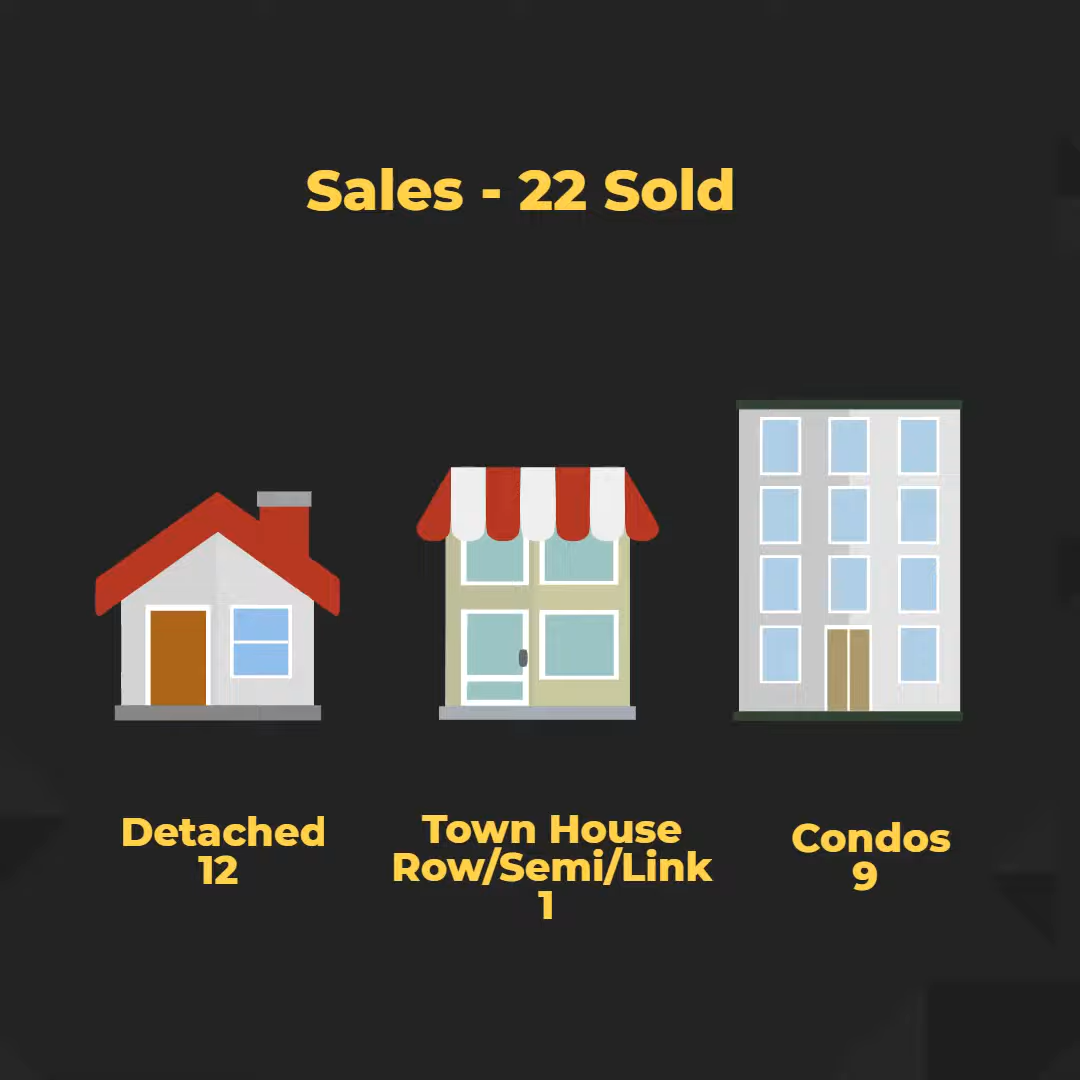 Sales - 22 Sold
Detached
12
Town House
Row/Semi/Link
1
Condos
9